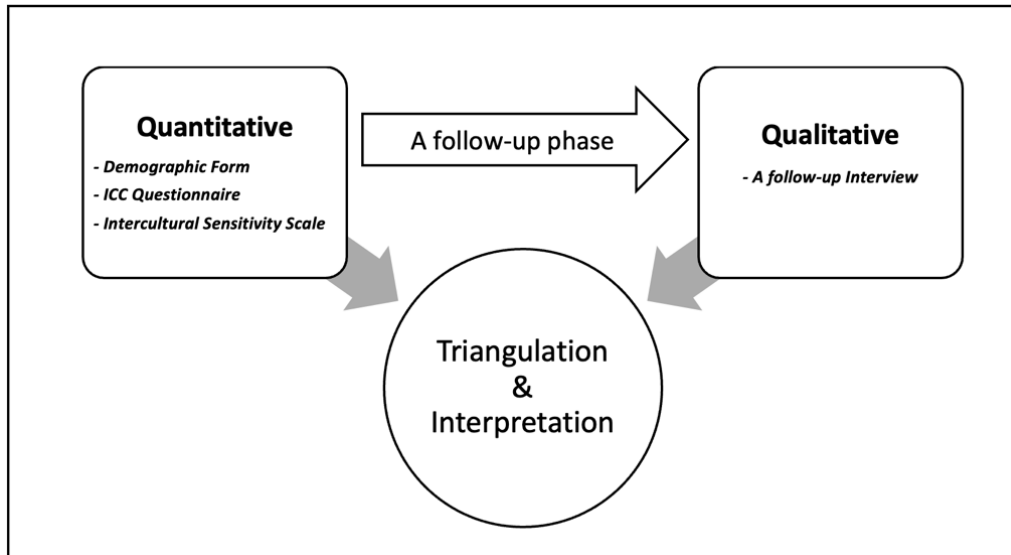 Quantitative
- Demographic Form
- ICC Questionnaire
- Intercultural Sensitivity Scale
A follow-up phase
Qualitative
- A follow-up Interview
Triangulation
&
Interpretation